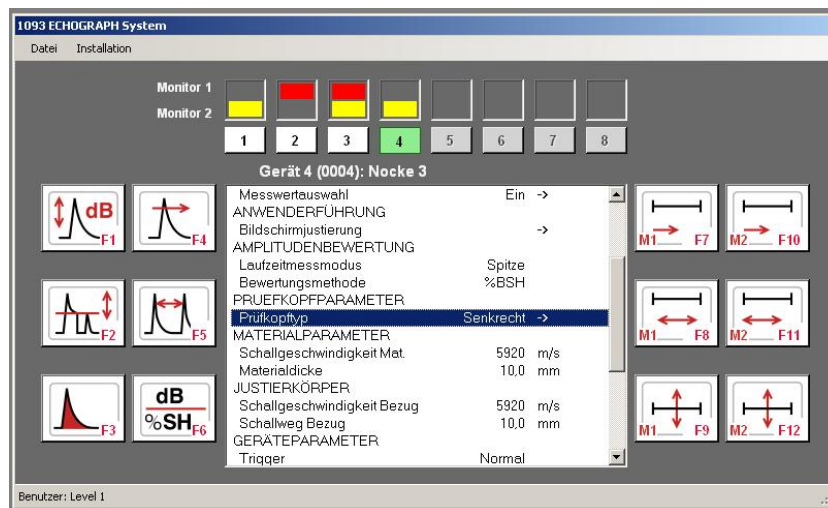 1093 ECHOGRAPH System
Datei Installation
Monitor 1
Monitor 2
1 2 3 4 5 6 7 8
Gerät 4 (0004): Nocke 3
Messwertauswahl Ein ->
ANWENDERFÜHRUNG
Bildschirmjustierung ->
AMPLITUDENBEWERTUNG
Laufzeitmessmodus Spitze
Bewertungsmethode %BSH
PRUEFKOPFPARAMETER
Prüfkopftyp Senkrecht ->
MATERIALPARAMETER
Schallgeschwindigkeit Mat. 5920 m/s
Materialdicke 10,0 mm
JUSTIERKÖRPER
Schallgeschwindigkeit Bezug 5920 m/s
Schallweg Bezug 10,0 mm
GERÄTEPARAMETER
Trigger Normal
dB F1
F4
F2
F5
F3
dB %SH F6
M1 F7
M2 F10
M1 F8
M2 F11
M1 F9
M2 F12
Benutzer: Level 1